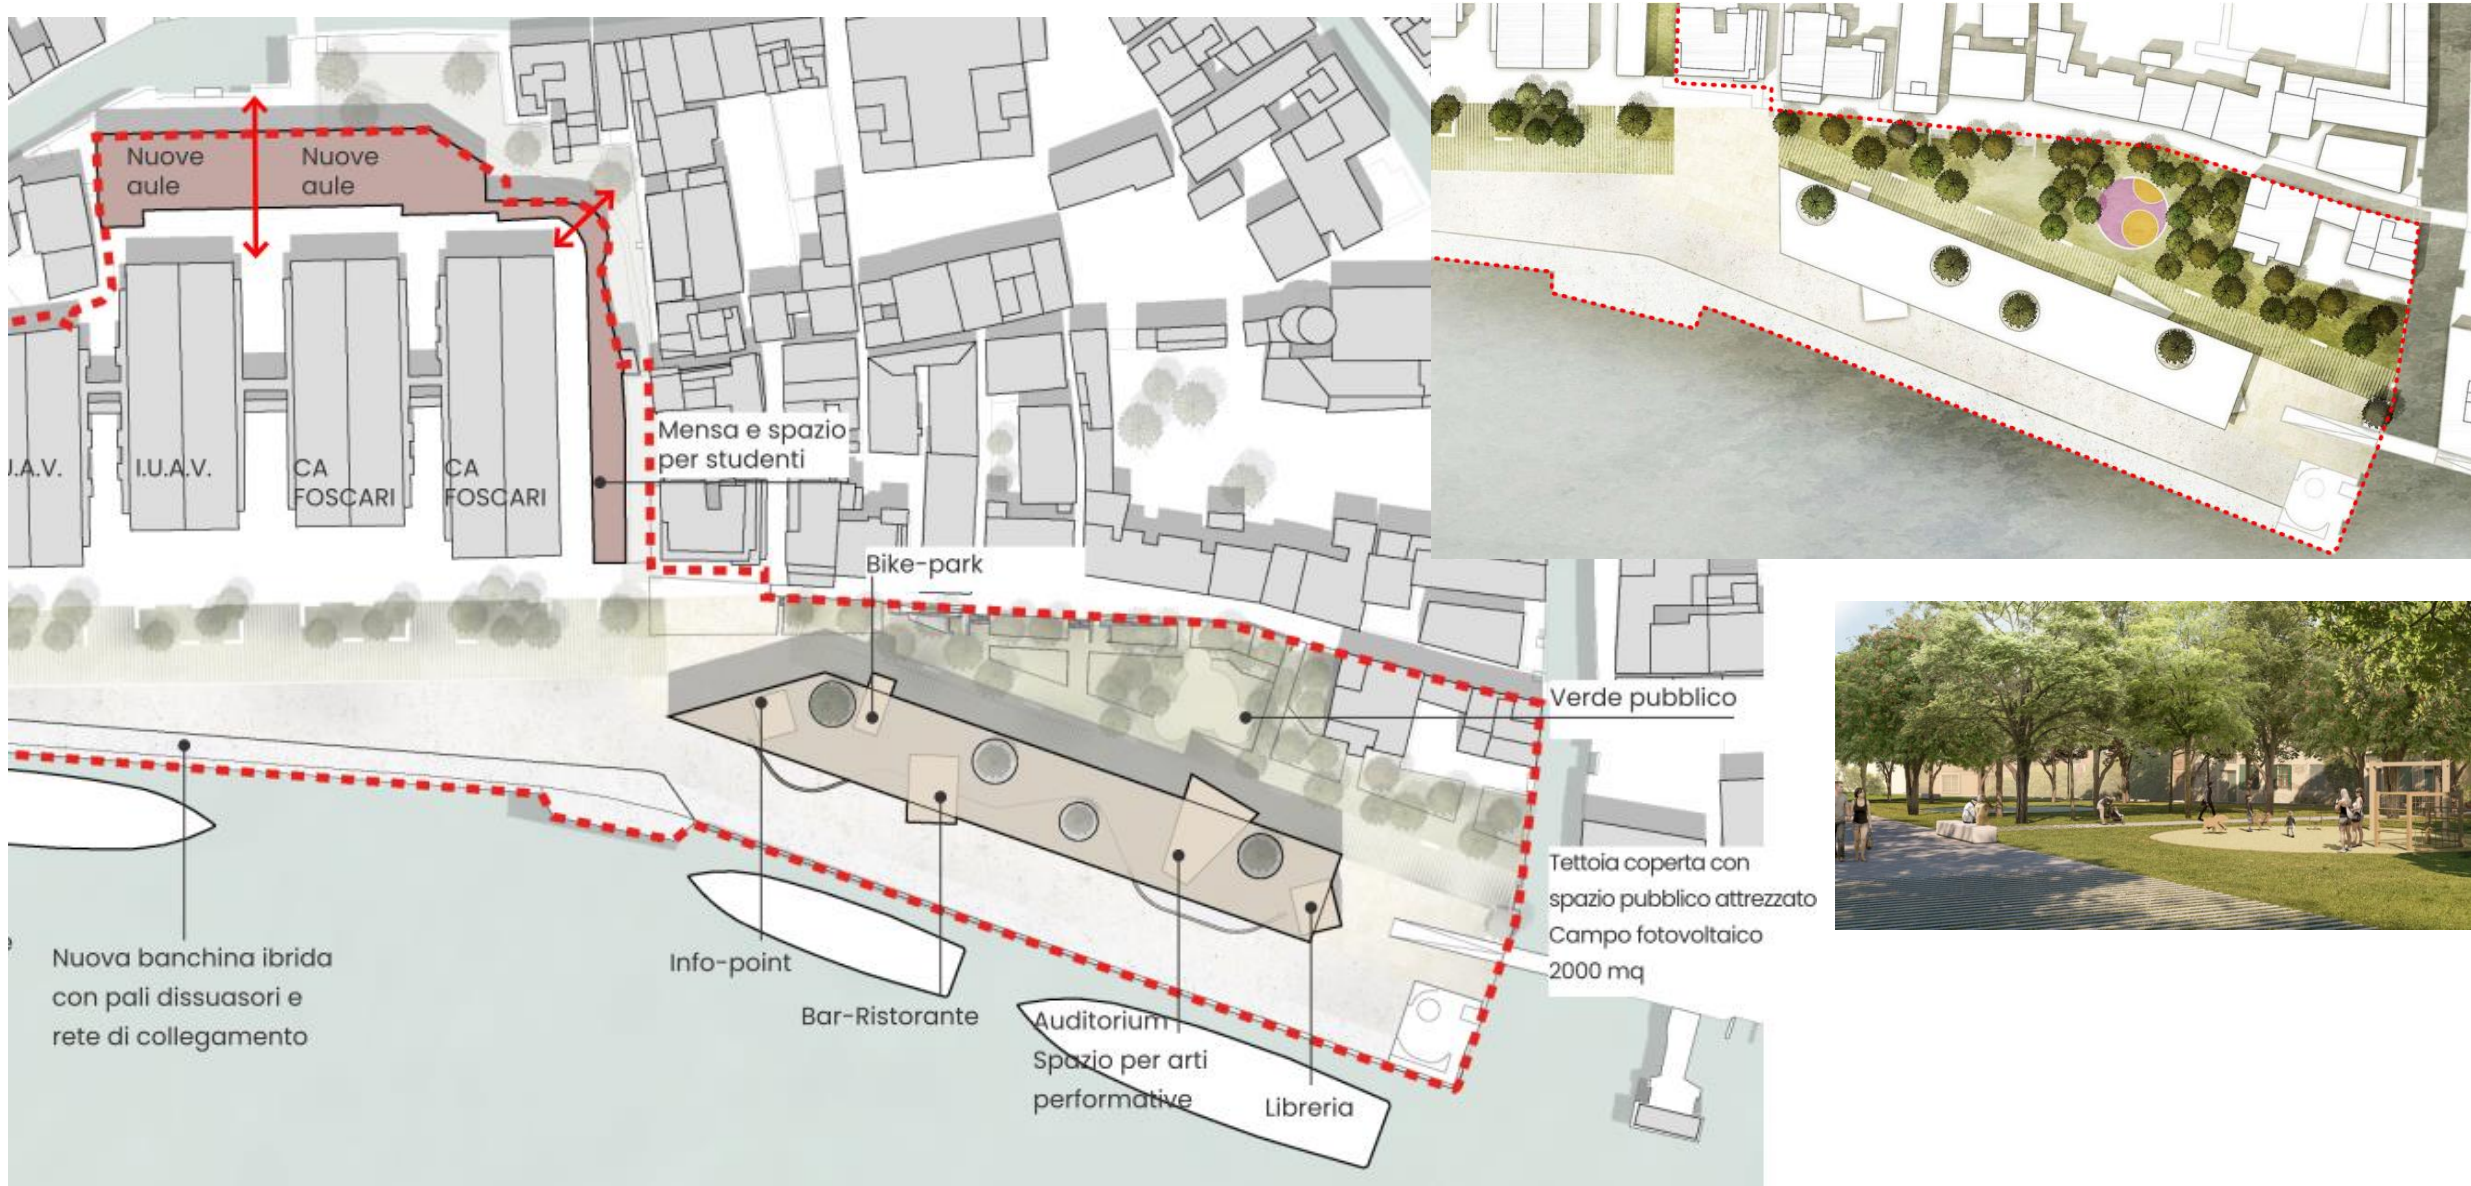 Nuove
aule
Nuove
aule
I.U.A.V.
CA
FOSCARI
CA
FOSCARI
Mensa e spazio
per studenti
Bike-park
Verde pubblico
Tettoia coperta con
spazio pubblico attrezzato
Campo fotovoltaico
2000 mq
Nuova banchina ibrida
con pali dissuasori e
rete di collegamento
Info-point
Bar-Ristorante
Auditorium
Spazio per arti
performative
Libreria